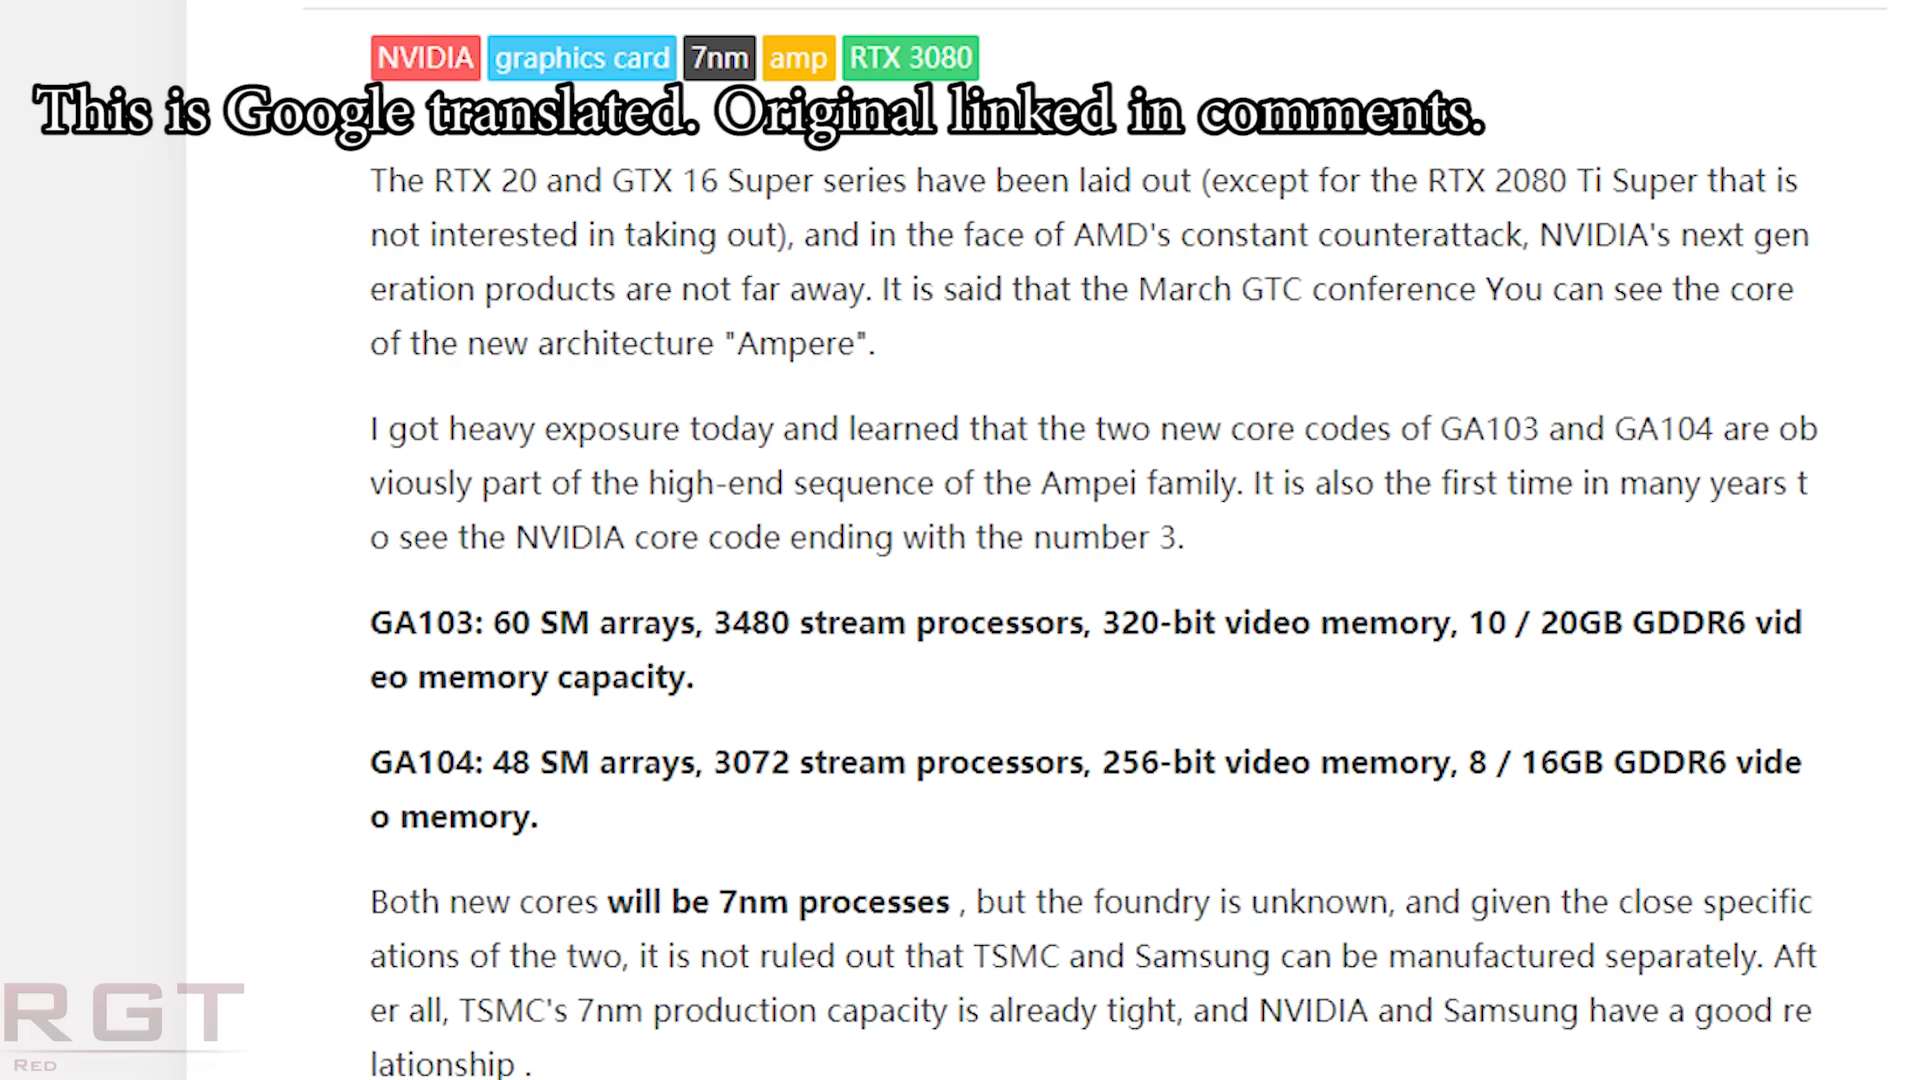 NVIDIA graphics card 7nm amp RTX 3080
This is Google translated. Original linked in comments.
The RTX 20 and GTX 16 Super series have been laid out (except for the RTX 2080 Ti Super that is
not interested in taking out), and in the face of AMD's constant counterattack, NVIDIA's next gen
eration products are not far away. It is said that the March GTC conference You can see the core
of the new architecture "Ampere".
I got heavy exposure today and learned that the two new core codes of GA103 and GA104 are ob
viously part of the high-end sequence of the Ampei family. It is also the first time in many years t
o see the NVIDIA core code ending with the number 3.
GA103: 60 SM arrays, 3480 stream processors, 320-bit video memory, 10 / 20GB GDDR6 vid
eo memory capacity.
GA104: 48 SM arrays, 3072 stream processors, 256-bit video memory, 8 / 16GB GDDR6 vide
o memory.
Both new cores will be 7nm processes , but the foundry is unknown, and given the close specific
ations of the two, it is not ruled out that TSMC and Samsung can be manufactured separately. Aft
er all, TSMC's 7nm production capacity is already tight, and NVIDIA and Samsung have a good re
lationship .
RGT
RED